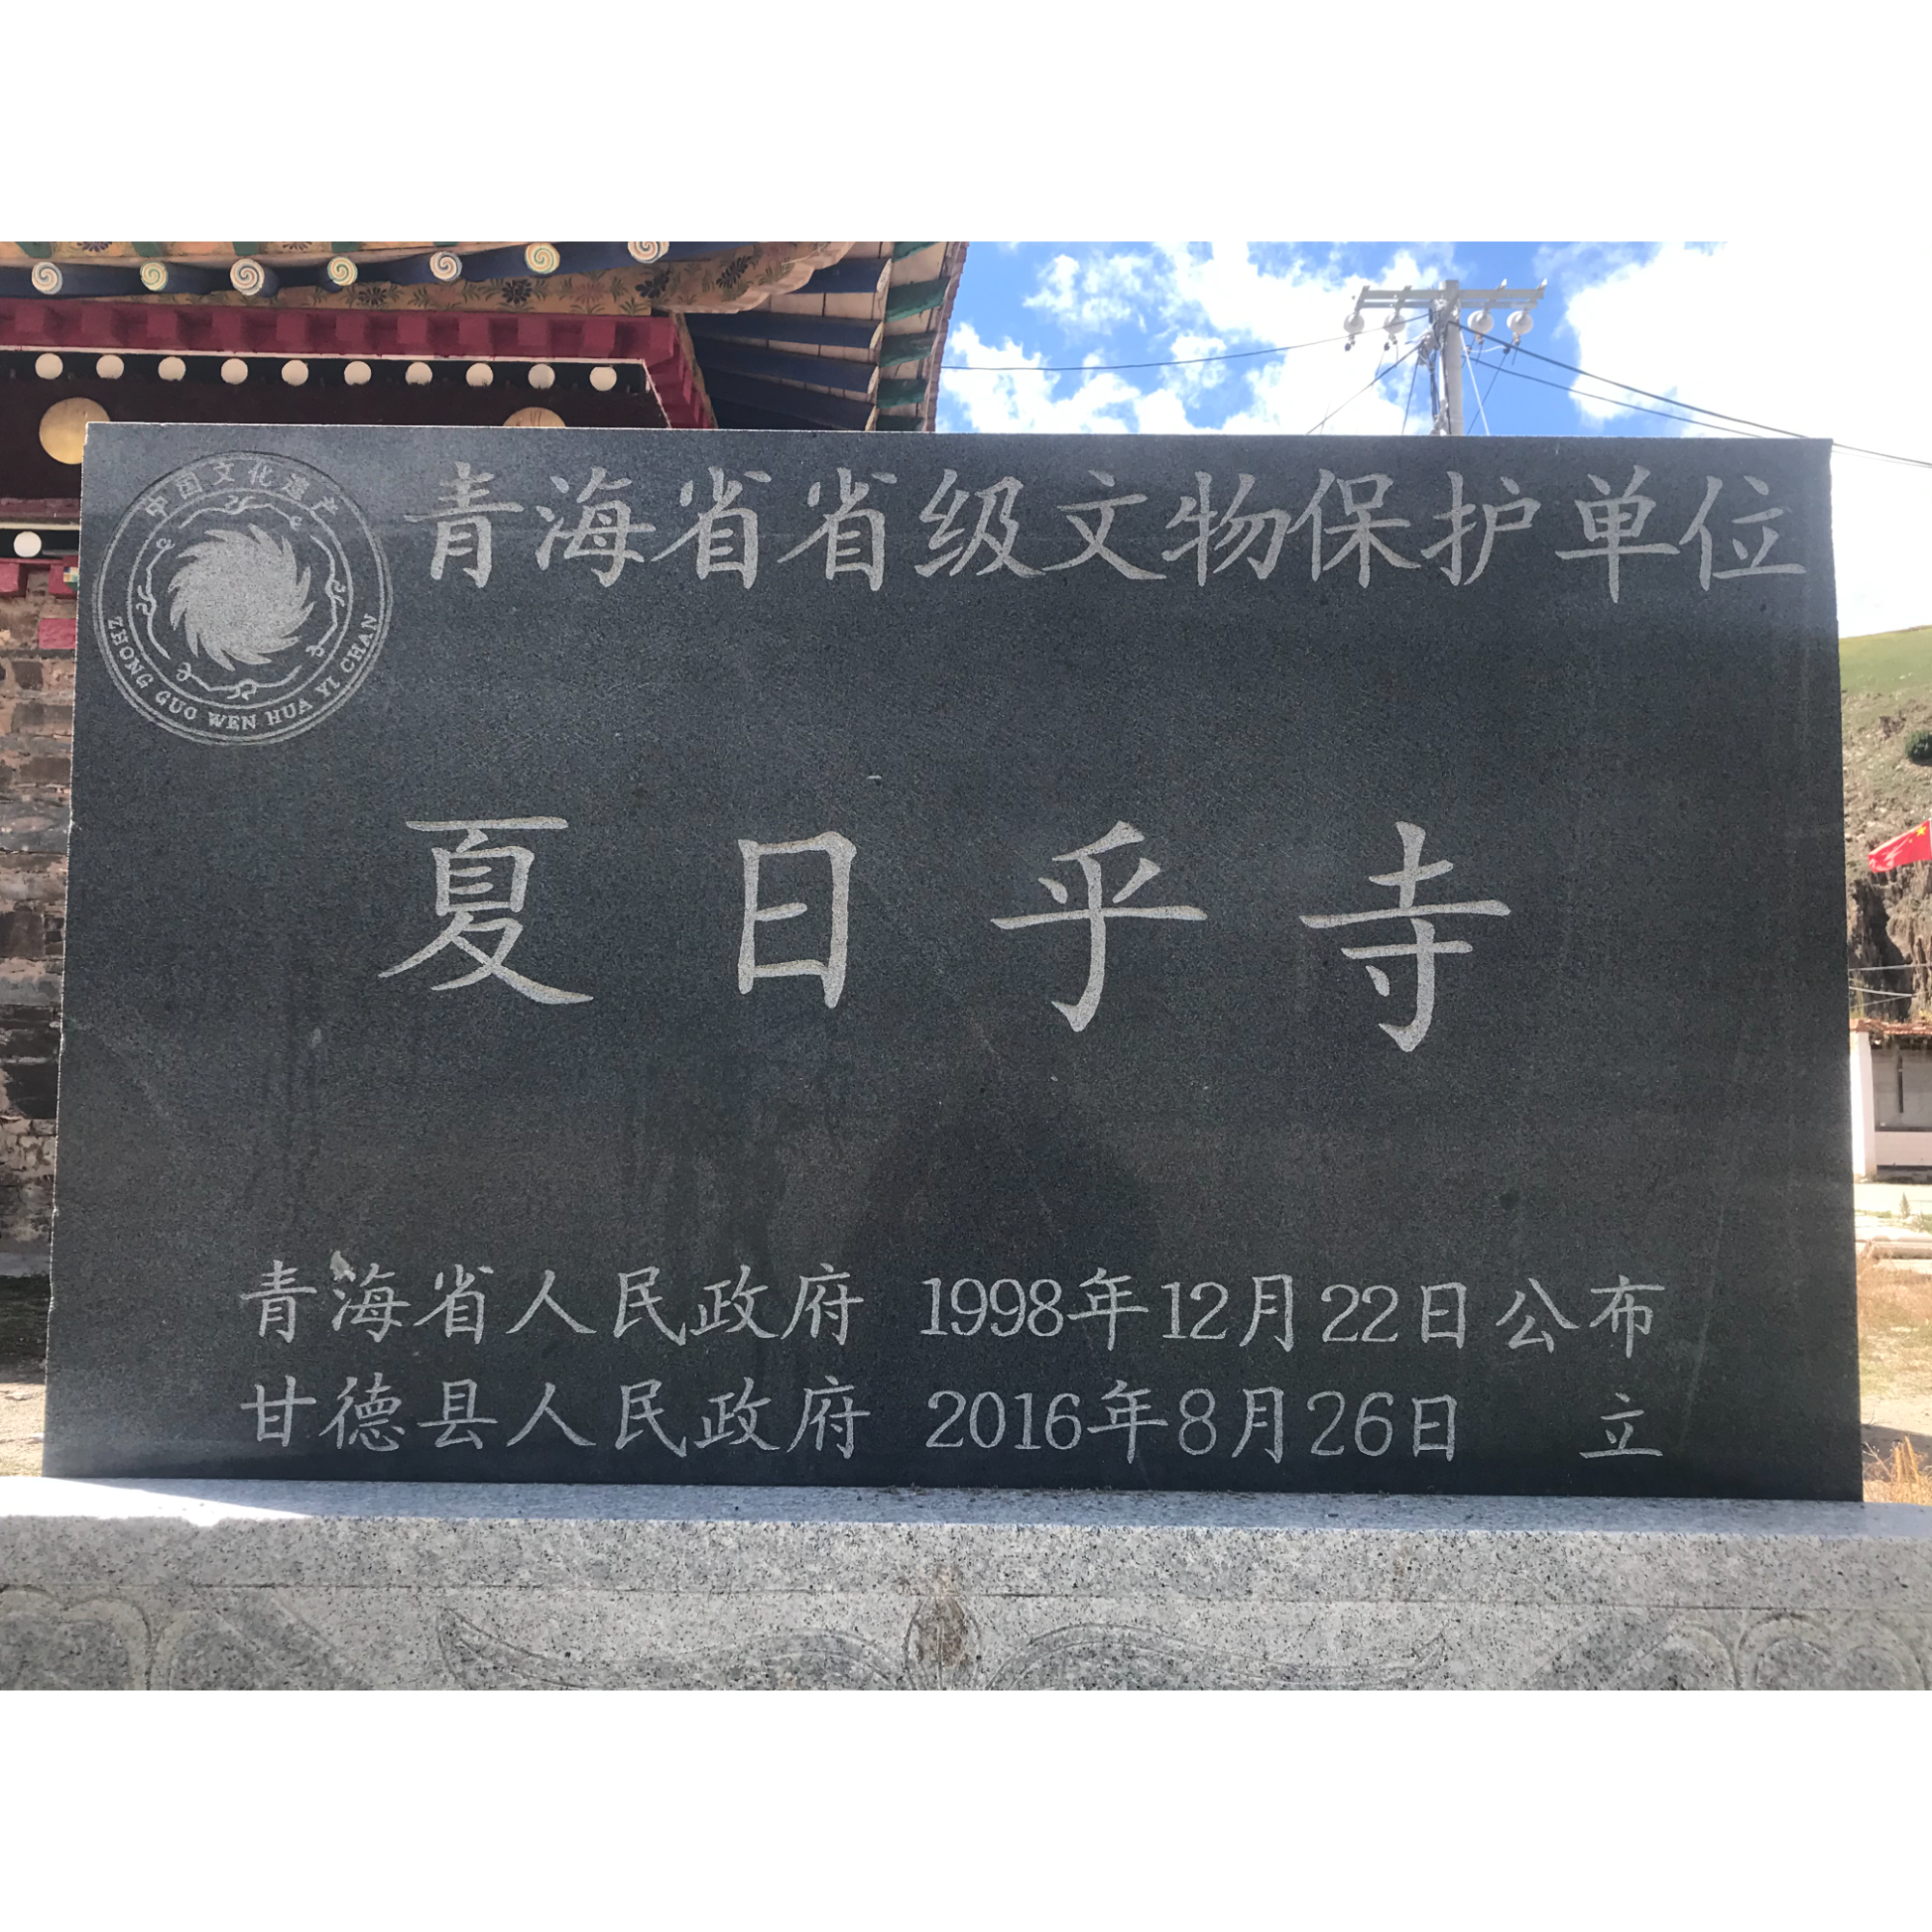 中国文化遗产
ZHONG GUO WEN HUA YI CHAN
青海省省级文物保护单位
夏日乎寺
青海省人民政府 1998年12月22日公布
甘德县人民政府 2016年8月26日 立